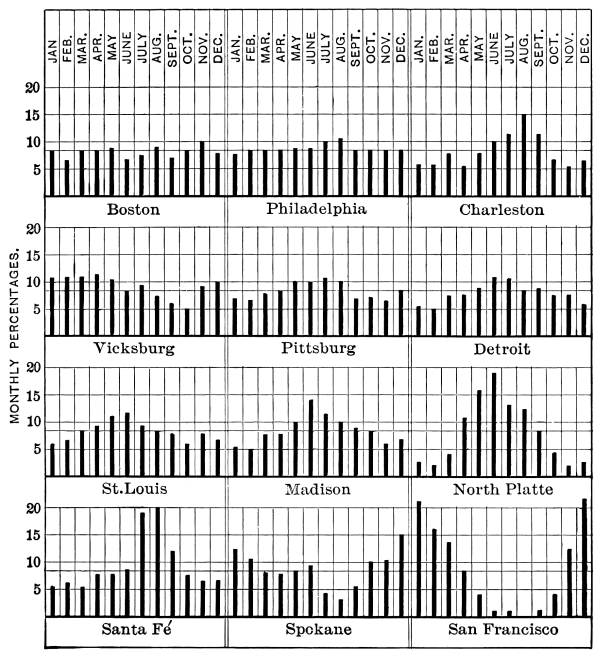 JAN. FEB. MAR. APR. MAY JUNE JULY AUG. SEPT. OCT. NOV. DEC. JAN. FEB. MAR. APR. MAY JUNE JULY AUG. SEPT. OCT. NOV. DEC. JAN. FEB. MAR. APR. MAY JUNE JULY AUG. SEPT. OCT. NOV. DEC.
MONTHLY PERCENTAGES.
20
15
10
5
Boston Philadelphia Charleston
20
15
10
5
Vicksburg Pittsburg Detroit
20
15
10
5
St.Louis Madison North Platte
20
15
10
5
Santa Fé Spokane San Francisco